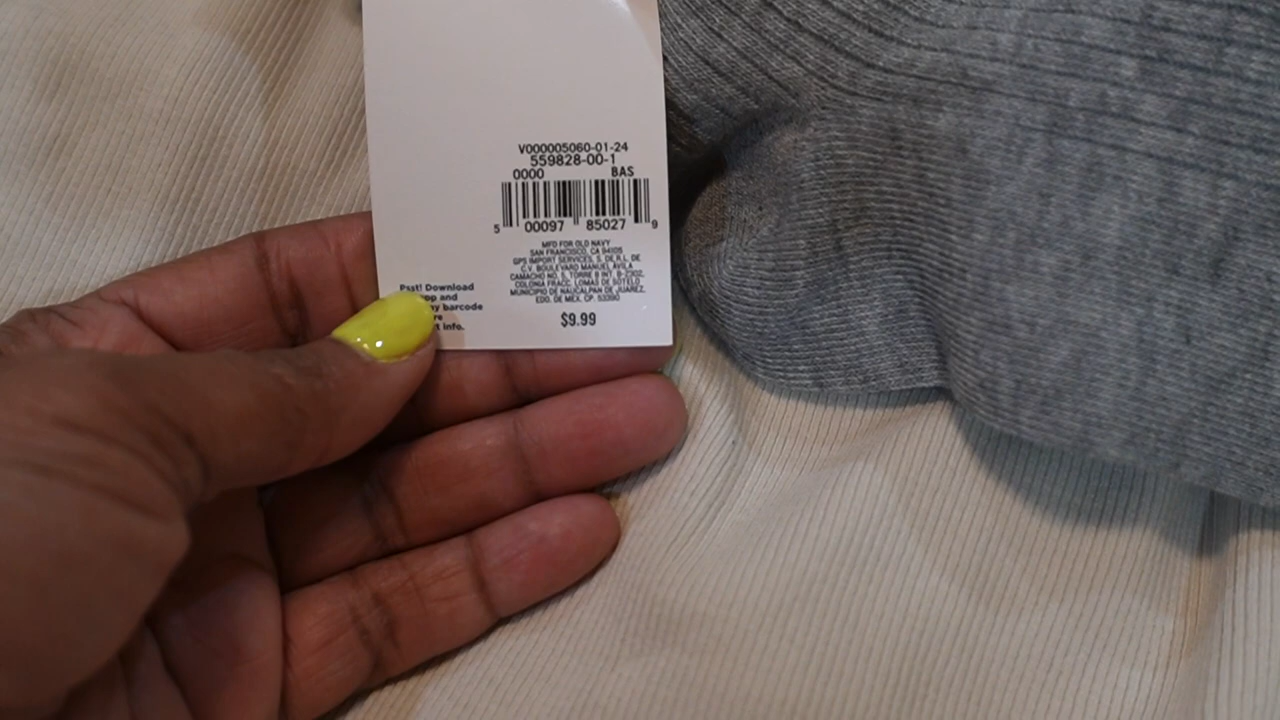 V000005060-01-24
559828-00-1
0000 BAS
5 00097 85027 9
MFD FOR OLD NAVY
SAN FRANCISCO, CA 94105
GPS IMPORT SERVICES, S. DE R.L. DE
C.V. BOULEVARD MANUEL AVILA
CAMACHO NO. 5, TORRE B INT. B-2302,
COLONIA FRACC. LOMAS DE SOTELO
MUNICIPIO DE NAUCALPAN DE JUAREZ,
EDO. DE MEX. CP. 53390
$9.99
Psst! Download
and
barcode
info.